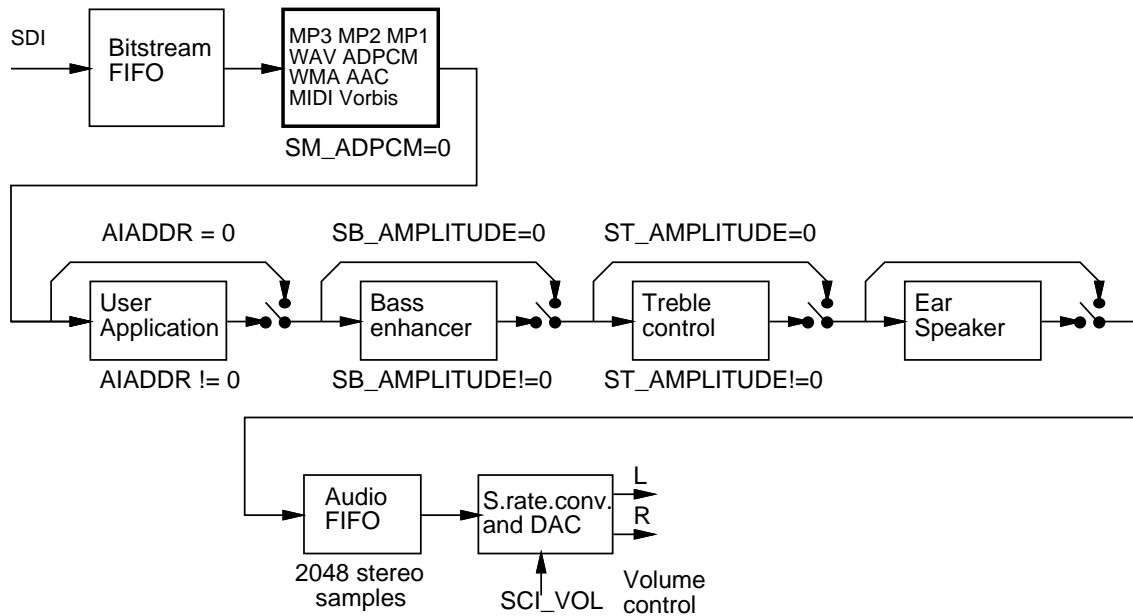 SDI
Bitstream
FIFO
MP3 MP2 MP1
WAV ADPCM
WMA AAC
MIDI Vorbis
SM_ADPCM=0
AIADDR = 0
SB_AMPLITUDE=0
ST_AMPLITUDE=0
User
Application
Bass
enhancer
Treble
control
Ear
Speaker
AIADDR != 0
SB_AMPLITUDE!=0
ST_AMPLITUDE!=0
Audio
FIFO
S.rate.conv.
and DAC
L
R
2048 stereo
samples
SCI_VOL
Volume
control